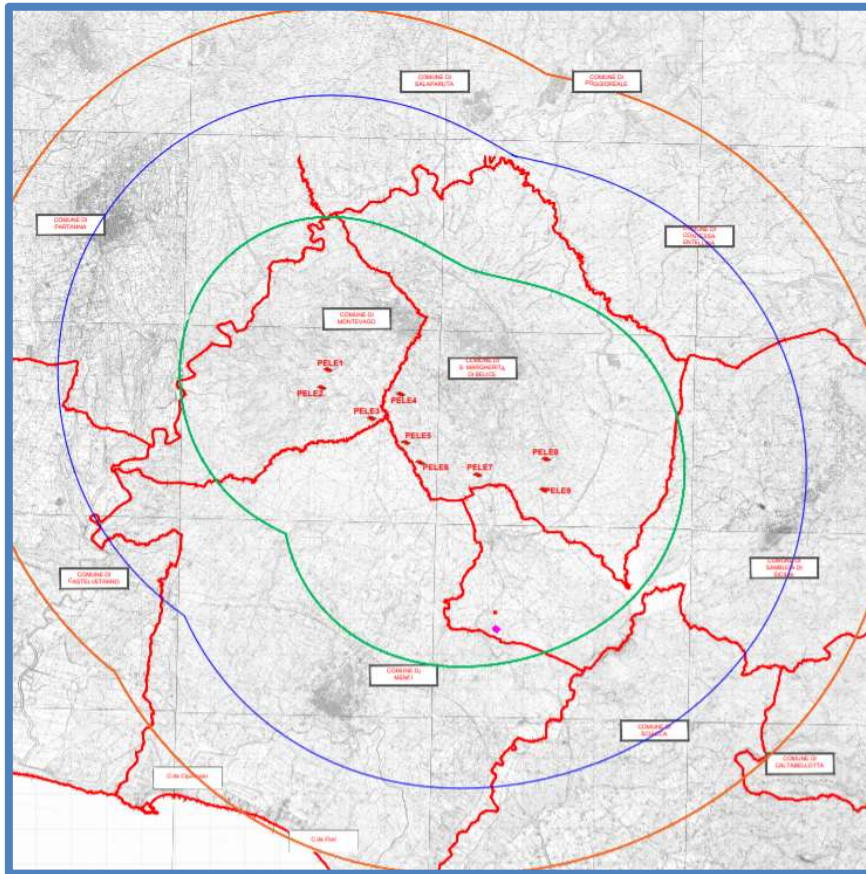 COMUNE DI
SALAPARUTA
COMUNE DI
POGGIOREALE
COMUNE DI
PARTANNA
COMUNE DI
CONTESSA
ENTELLINA
COMUNE DI
MONTEVAGO
COMUNE DI
S. MARGHERITA
DI BELICE
PELE1
PELE2
PELE3
PELE4
PELE5
PELE6
PELE7
PELE8
PELE9
COMUNE DI
CASTELVETRANO
COMUNE DI
SAMBUCA DI
SICILIA
COMUNE DI
MENFI
COMUNE DI
SCIACCA
COMUNE DI
CALTABELLOTTA
C.da Fiori